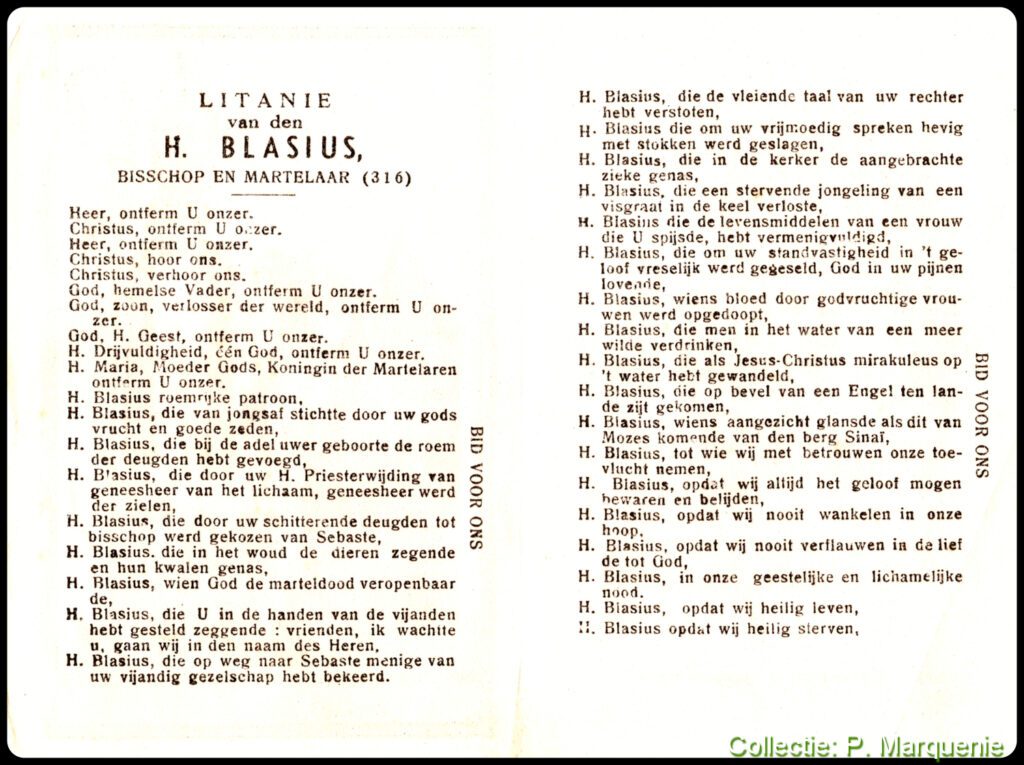 LITANIE
van den
H. BLASIUS,
BISSCHOP EN MARTELAAR (316)
Heer, ontferm U onzer.
Christus, ontferm U onzer.
Heer, ontferm U onzer.
Christus, hoor ons.
Christus, verhoor ons.
God, hemelse Vader, ontferm U onzer.
God, zoon, verlosser der wereld, ontferm U on-
zer.
God, H. Geest, ontferm U onzer.
H. Drijvuldigheid, één God, ontferm U onzer.
H. Maria, Moeder Gods, Koningin der Martelaren
ontferm U onzer.
H. Blasius roemrijke patroon,
H. Blasius, die van jongsaf stichtte door uw gods
vrucht en goede zeden,
H. Blasius, die bij de adel uwer geboorte de roem
der deugden hebt gevoegd,
H. Blasius, die door uw H. Priesterwijding van
geneesheer van het lichaam, geneesheer werd
der zielen,
H. Blasius, die door uw schitterende deugden tot
bisschop werd gekozen van Sebaste,
H. Blasius. die in het woud de dieren zegende
en hun kwalen genas,
H. Blasius, wien God de marteldood veropenbaar
de,
H. Blasius, die U in de handen van de vijanden
hebt gesteld zeggende : vrienden, ik wachtte
u, gaan wij in den naam des Heren,
H. Blasius, die op weg naar Sebaste menige van
uw vijandig gezelschap hebt bekeerd.
BID VOOR ONS
H. Blasius, die de vleiende taal van uw rechter
hebt verstoten,
H. Blasius die om uw vrijmoedig spreken hevig
met stokken werd geslagen,
H. Blasius, die in de kerker de aangebrachte
zieke genas,
H. Blasius, die een stervende jongeling van een
visgraat in de keel verloste,
H. Blasius die de levensmiddelen van een vrouw
die U spijsde, hebt vermenigvuldigd,
H. Blasius, die om uw standvastigheid in 't ge-
loof vreselijk werd gegeseld, God in uw pijnen
lovende,
H. Blasius, wiens bloed door godvruchtige vrou-
wen werd opgedoopt,
H. Blasius, die men in het water van een meer
wilde verdrinken,
H. Blasius, die als Jesus-Christus mirakuleus op
't water hebt gewandeld,
H. Blasius, die op bevel van een Engel ten lan-
de zijt gekomen,
H. Blasius, wiens aangezicht glansde als dit van
Mozes komende van den berg Sinaï,
H. Blasius, tot wie wij met betrouwen onze toe-
vlucht nemen,
H. Blasius, opdat wij altijd het geloof mogen
bewaren en belijden,
H. Blasius, opdat wij nooit wankelen in onze
hoop,
H. Blasius, opdat wij nooit verflauwen in de lief
de tot God,
H. Blasius, in onze geestelijke en lichamelijke
nood.
H. Blasius, opdat wij heilig leven,
H. Blasius opdat wij heilig sterven,
BID VOOR ONS
Collectie: P. Marquenie